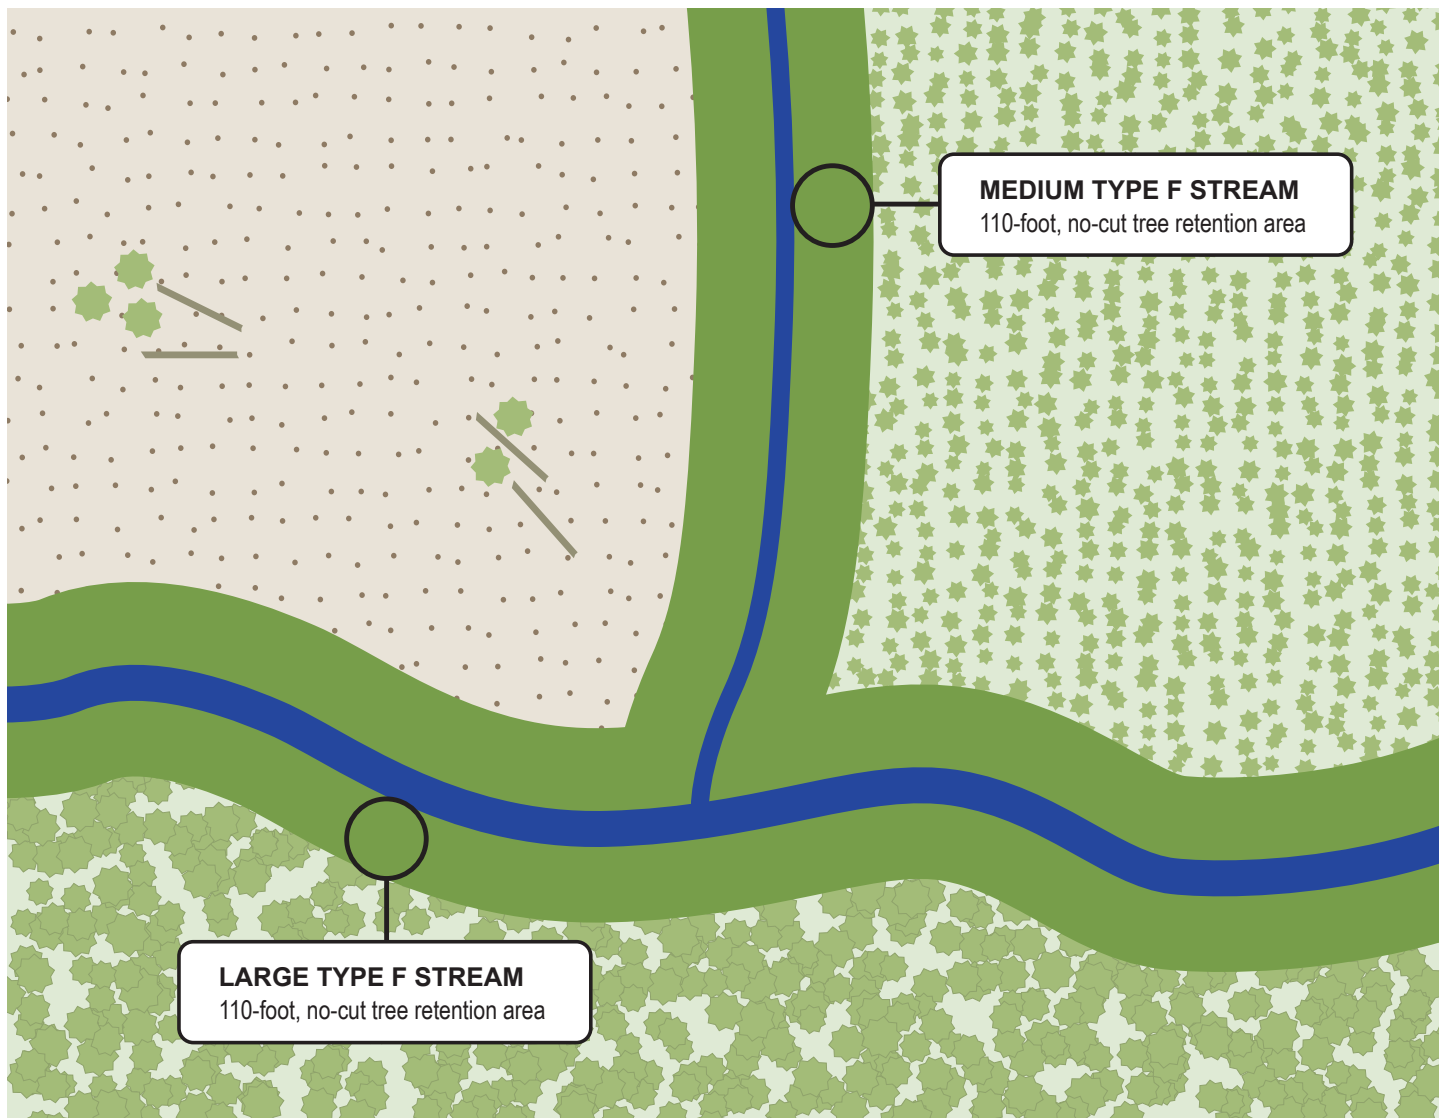 MEDIUM TYPE F STREAM
110-foot, no-cut tree retention area
LARGE TYPE F STREAM
110-foot, no-cut tree retention area